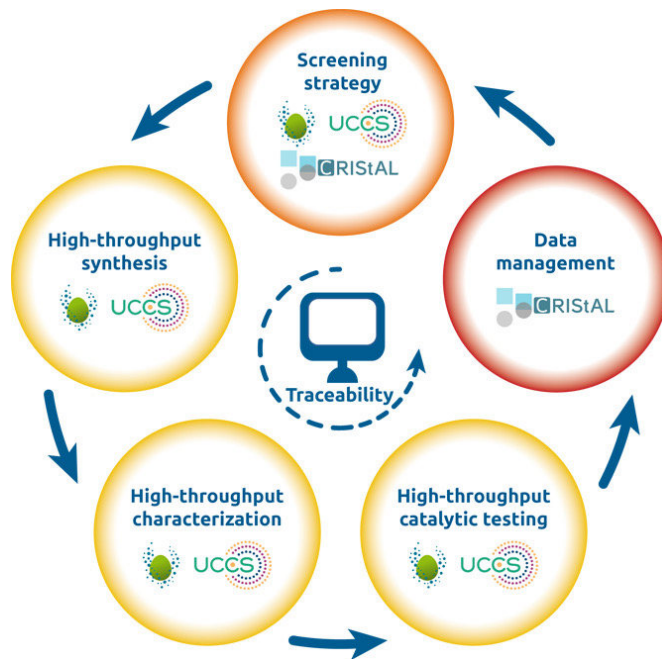 Screening
strategy
UCCS
CRIStAL
High-throughput
synthesis
UCCS
Data
management
CRIStAL
Traceability
High-throughput
characterization
UCCS
High-throughput
catalytic testing
UCCS